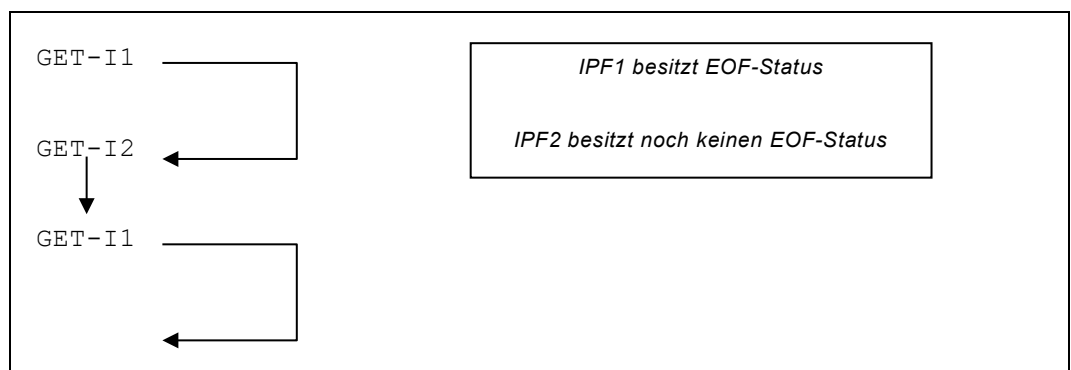 GET-I1
IPF1 besitzt EOF-Status
IPF2 besitzt noch keinen EOF-Status
GET-I2
GET-I1